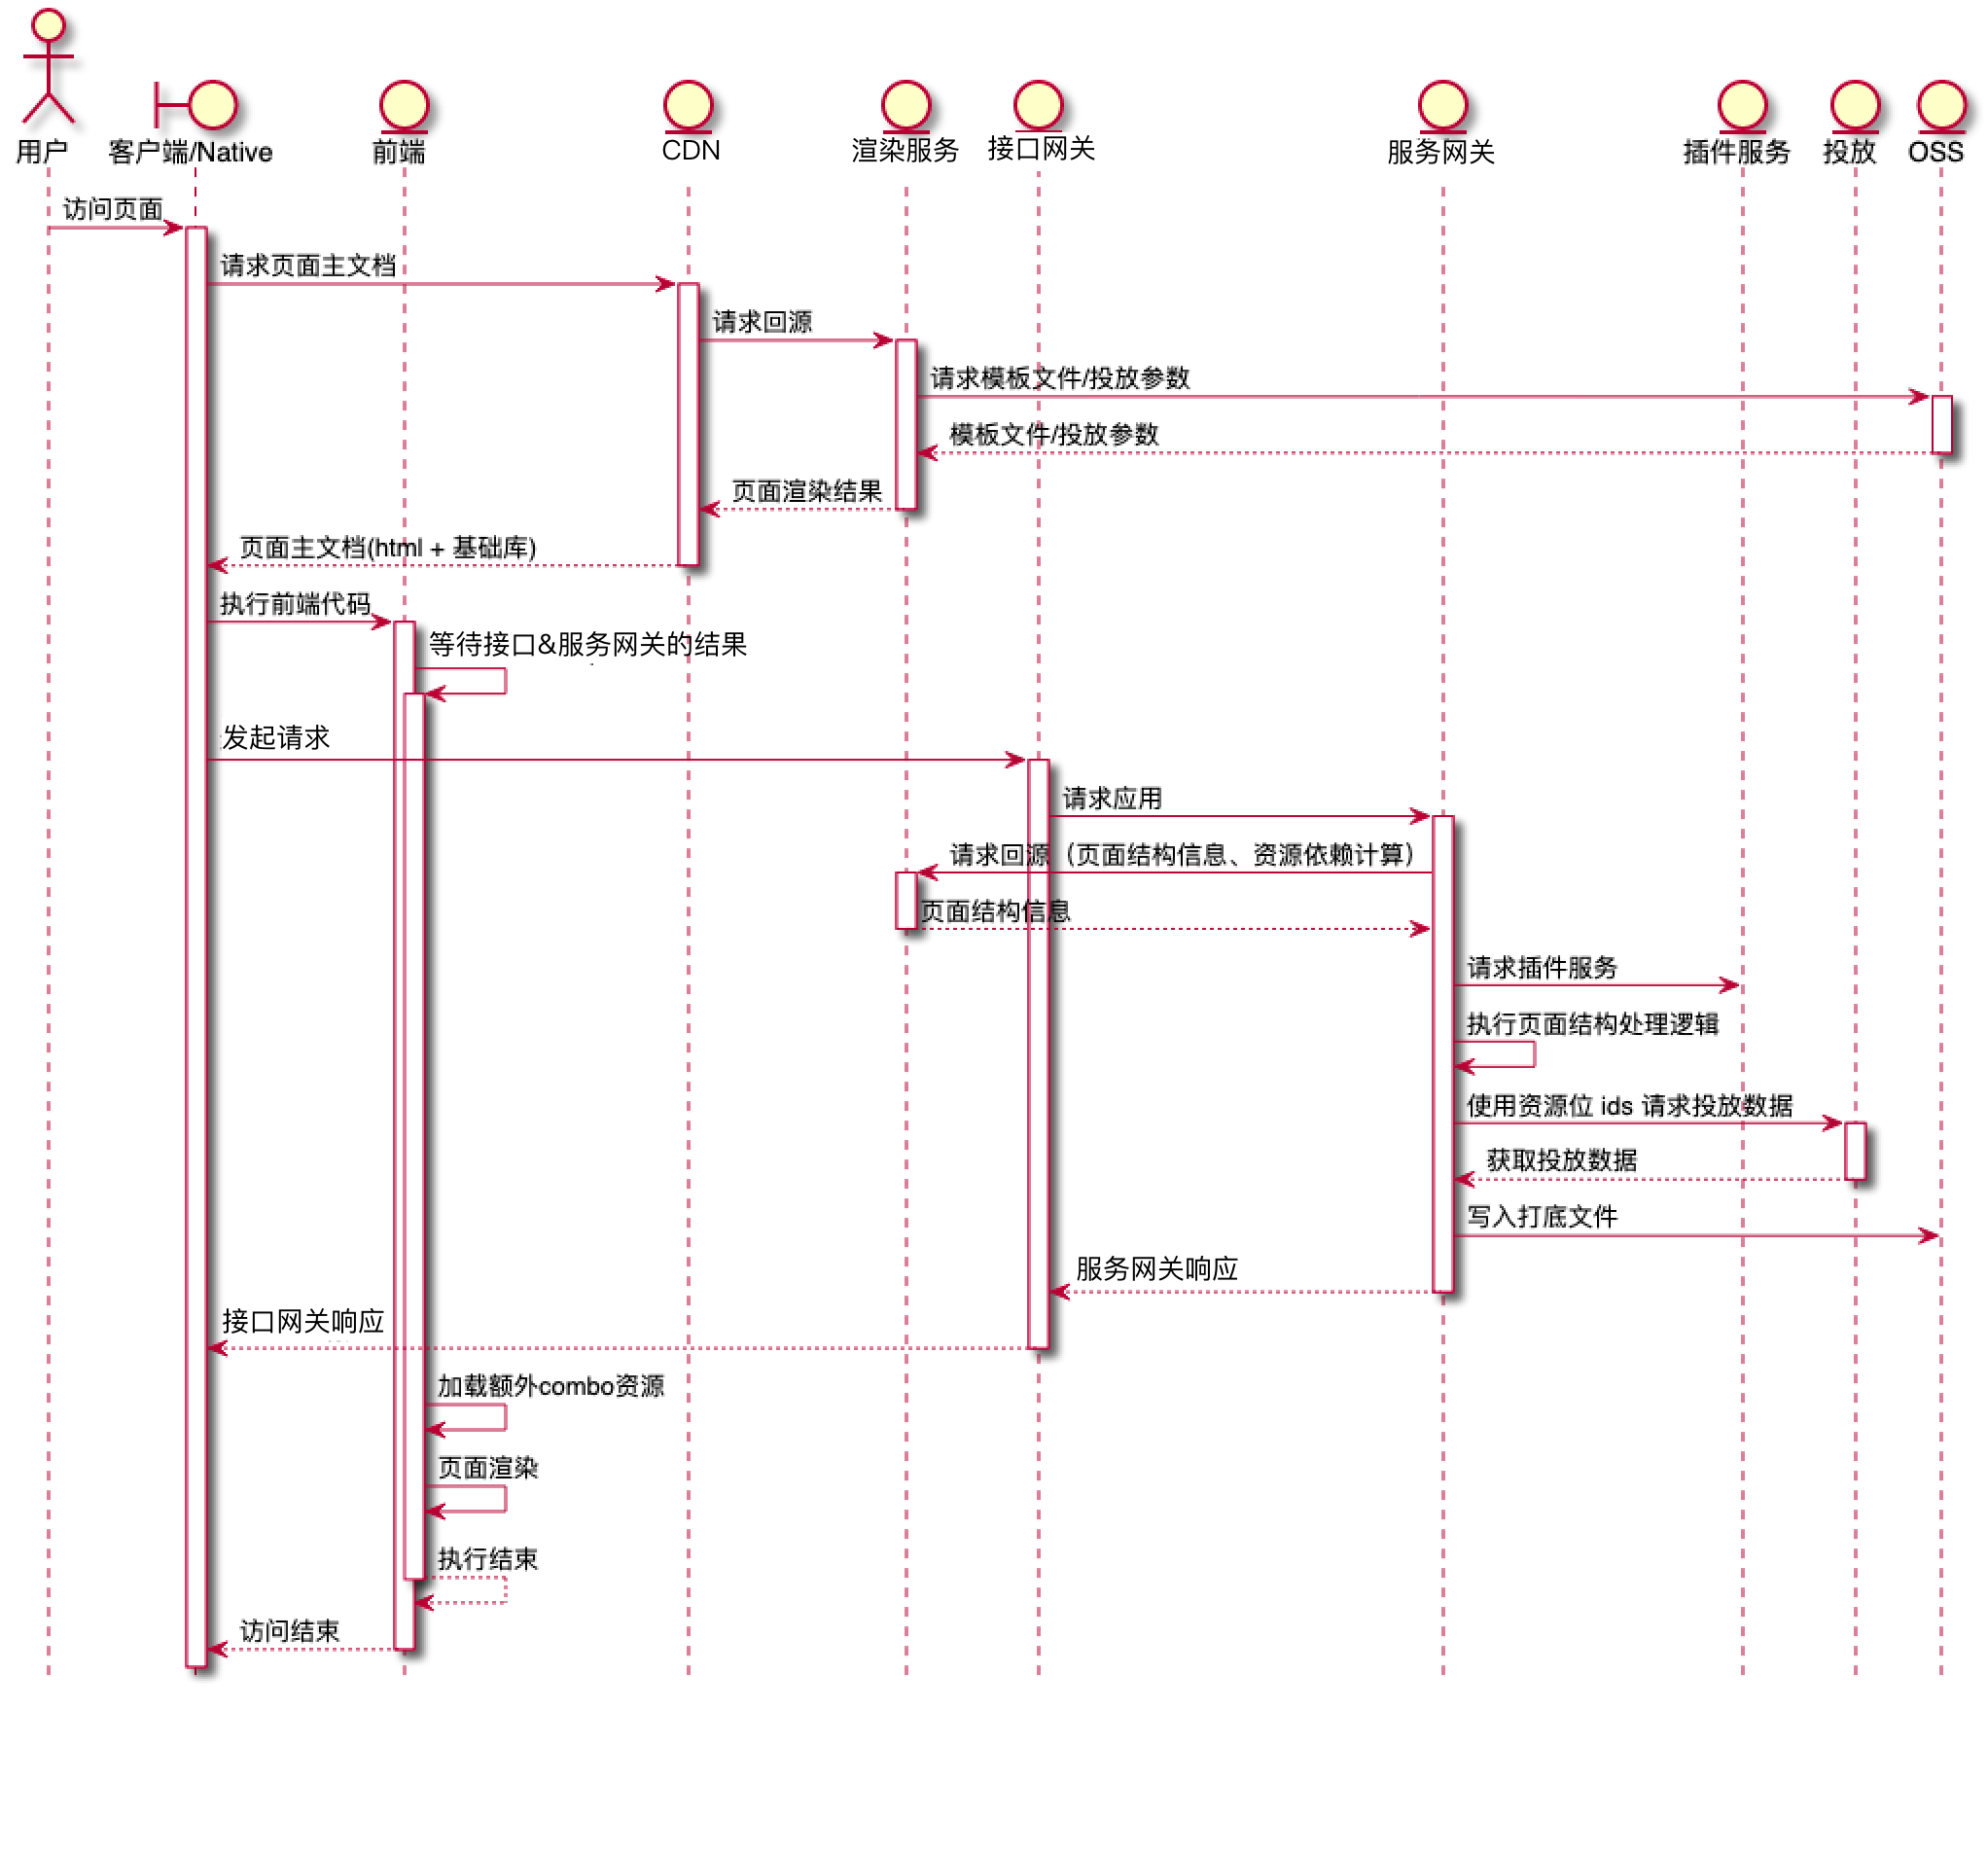 用户
客户端/Native
前端
CDN
渲染服务
接口网关
服务网关
插件服务
投放
OSS
访问页面
请求页面主文档
请求回源
请求模板文件/投放参数
模板文件/投放参数
页面渲染结果
页面主文档(html + 基础库)
执行前端代码
等待接口&服务网关的结果
发起请求
请求应用
请求回源（页面结构信息、资源依赖计算）
页面结构信息
请求插件服务
执行页面结构处理逻辑
使用资源位 ids 请求投放数据
获取投放数据
写入打底文件
服务网关响应
接口网关响应
加载额外combo资源
页面渲染
执行结束
访问结束